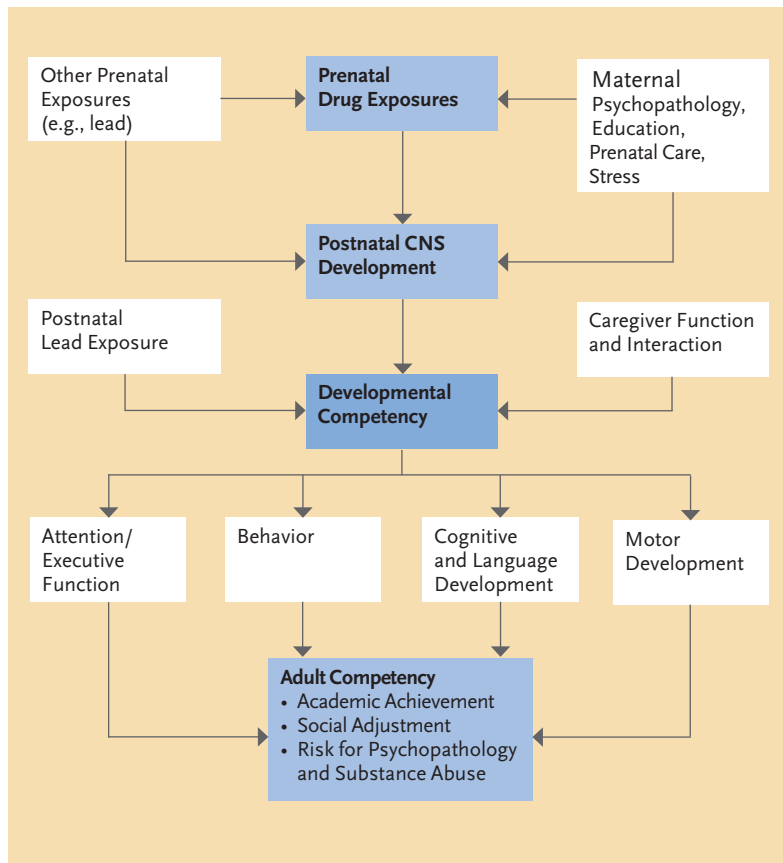 Other Prenatal
Exposures
(e.g., lead)
Prenatal
Drug Exposures
Maternal
Psychopathology,
Education,
Prenatal Care,
Stress
Postnatal CNS
Development
Postnatal
Lead Exposure
Caregiver Function
and Interaction
Developmental
Competency
Attention/
Executive
Function
Behavior
Cognitive
and Language
Development
Motor
Development
Adult Competency
• Academic Achievement
• Social Adjustment
• Risk for Psychopathology
and Substance Abuse